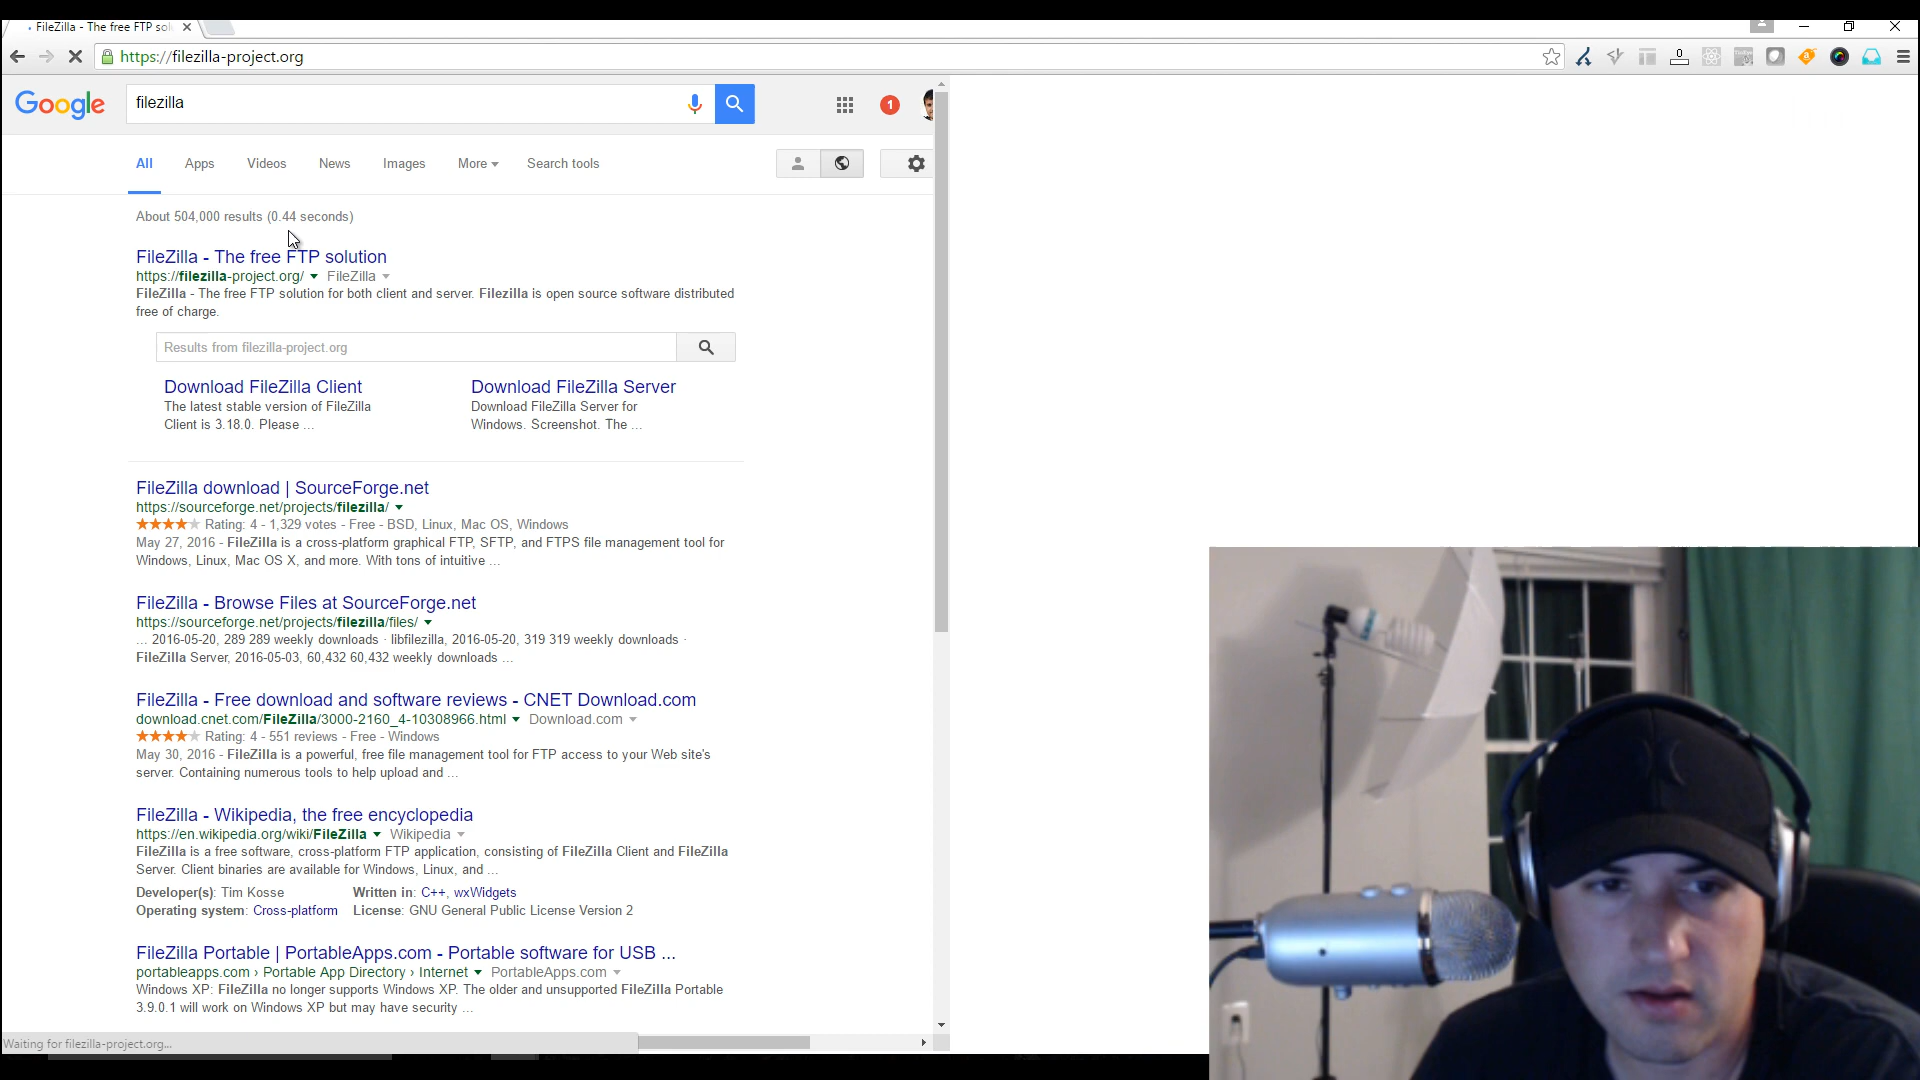 FileZilla - The free FTP sol
https://filezilla-project.org
0
Google
filezilla
1
All Apps Videos News Images More Search tools
About 504,000 results (0.44 seconds)
FileZilla - The free FTP solution
https://filezilla-project.org/ FileZilla
FileZilla - The free FTP solution for both client and server. Filezilla is open source software distributed
free of charge.
Results from filezilla-project.org
Download FileZilla Client
The latest stable version of FileZilla
Client is 3.18.0. Please ...
Download FileZilla Server
Download FileZilla Server for
Windows. Screenshot. The ...
FileZilla download | SourceForge.net
https://sourceforge.net/projects/filezilla/
Rating: 4 - 1,329 votes - Free - BSD, Linux, Mac OS, Windows
May 27, 2016 - FileZilla is a cross-platform graphical FTP, SFTP, and FTPS file management tool for
Windows, Linux, Mac OS X, and more. With tons of intuitive ...
FileZilla - Browse Files at SourceForge.net
https://sourceforge.net/projects/filezilla/files/
... 2016-05-20, 289 289 weekly downloads · libfilezilla, 2016-05-20, 319 319 weekly downloads ·
FileZilla Server, 2016-05-03, 60,432 60,432 weekly downloads ...
FileZilla - Free download and software reviews - CNET Download.com
download.cnet.com/FileZilla/3000-2160_4-10308966.html Download.com
Rating: 4 - 551 reviews - Free - Windows
May 30, 2016 - FileZilla is a powerful, free file management tool for FTP access to your Web site's
server. Containing numerous tools to help upload and ...
FileZilla - Wikipedia, the free encyclopedia
https://en.wikipedia.org/wiki/FileZilla Wikipedia
FileZilla is a free software, cross-platform FTP application, consisting of FileZilla Client and FileZilla
Server. Client binaries are available for Windows, Linux, and ...
Developer(s): Tim Kosse Written in: C++, wxWidgets
Operating system: Cross-platform License: GNU General Public License Version 2
FileZilla Portable | PortableApps.com - Portable software for USB ...
portableapps.com › Portable App Directory › Internet PortableApps.com
Windows XP: FileZilla no longer supports Windows XP. The older and unsupported FileZilla Portable
3.9.0.1 will work on Windows XP but may have security ...
Waiting for filezilla-project.org...